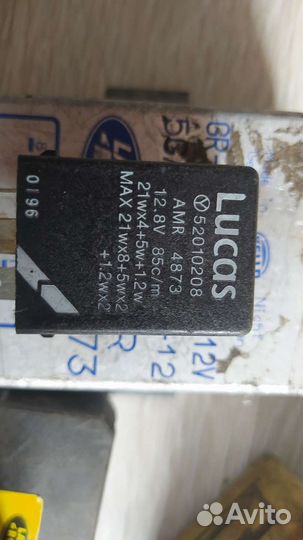 Lucas
52010208
AMR 4873
12.8V 85c/m
21wx4+5w+1.2w
MAX 21wx8+5wx2
+1.2wx2
0196
12V
73
Avito